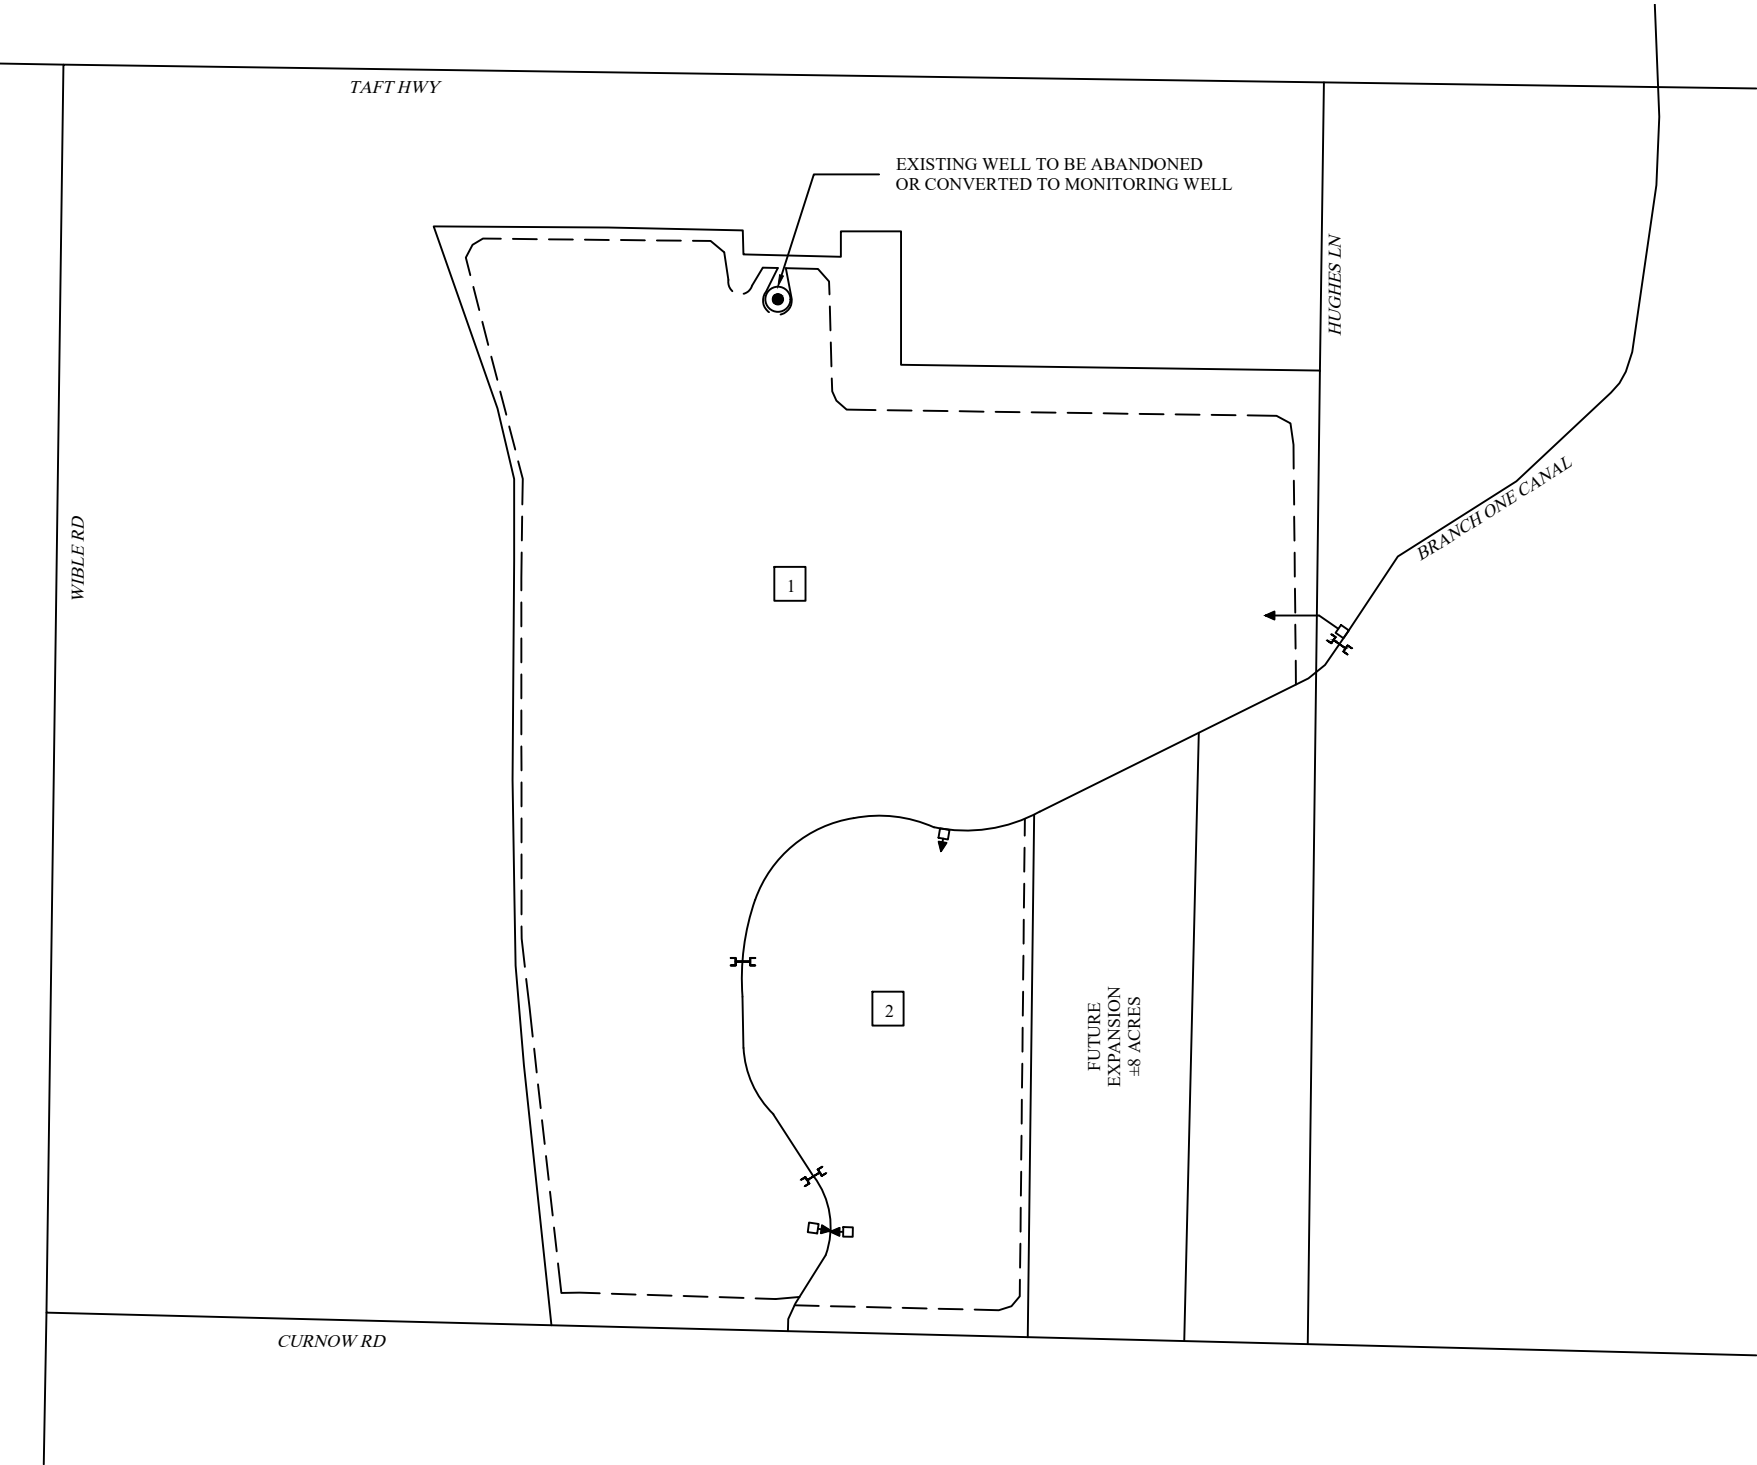 TAFT HWY
EXISTING WELL TO BE ABANDONED
OR CONVERTED TO MONITORING WELL
HUGHES LN
BRANCH ONE CANAL
WIBLE RD
1
2
FUTURE
EXPANSION
±8 ACRES
CURNOW RD